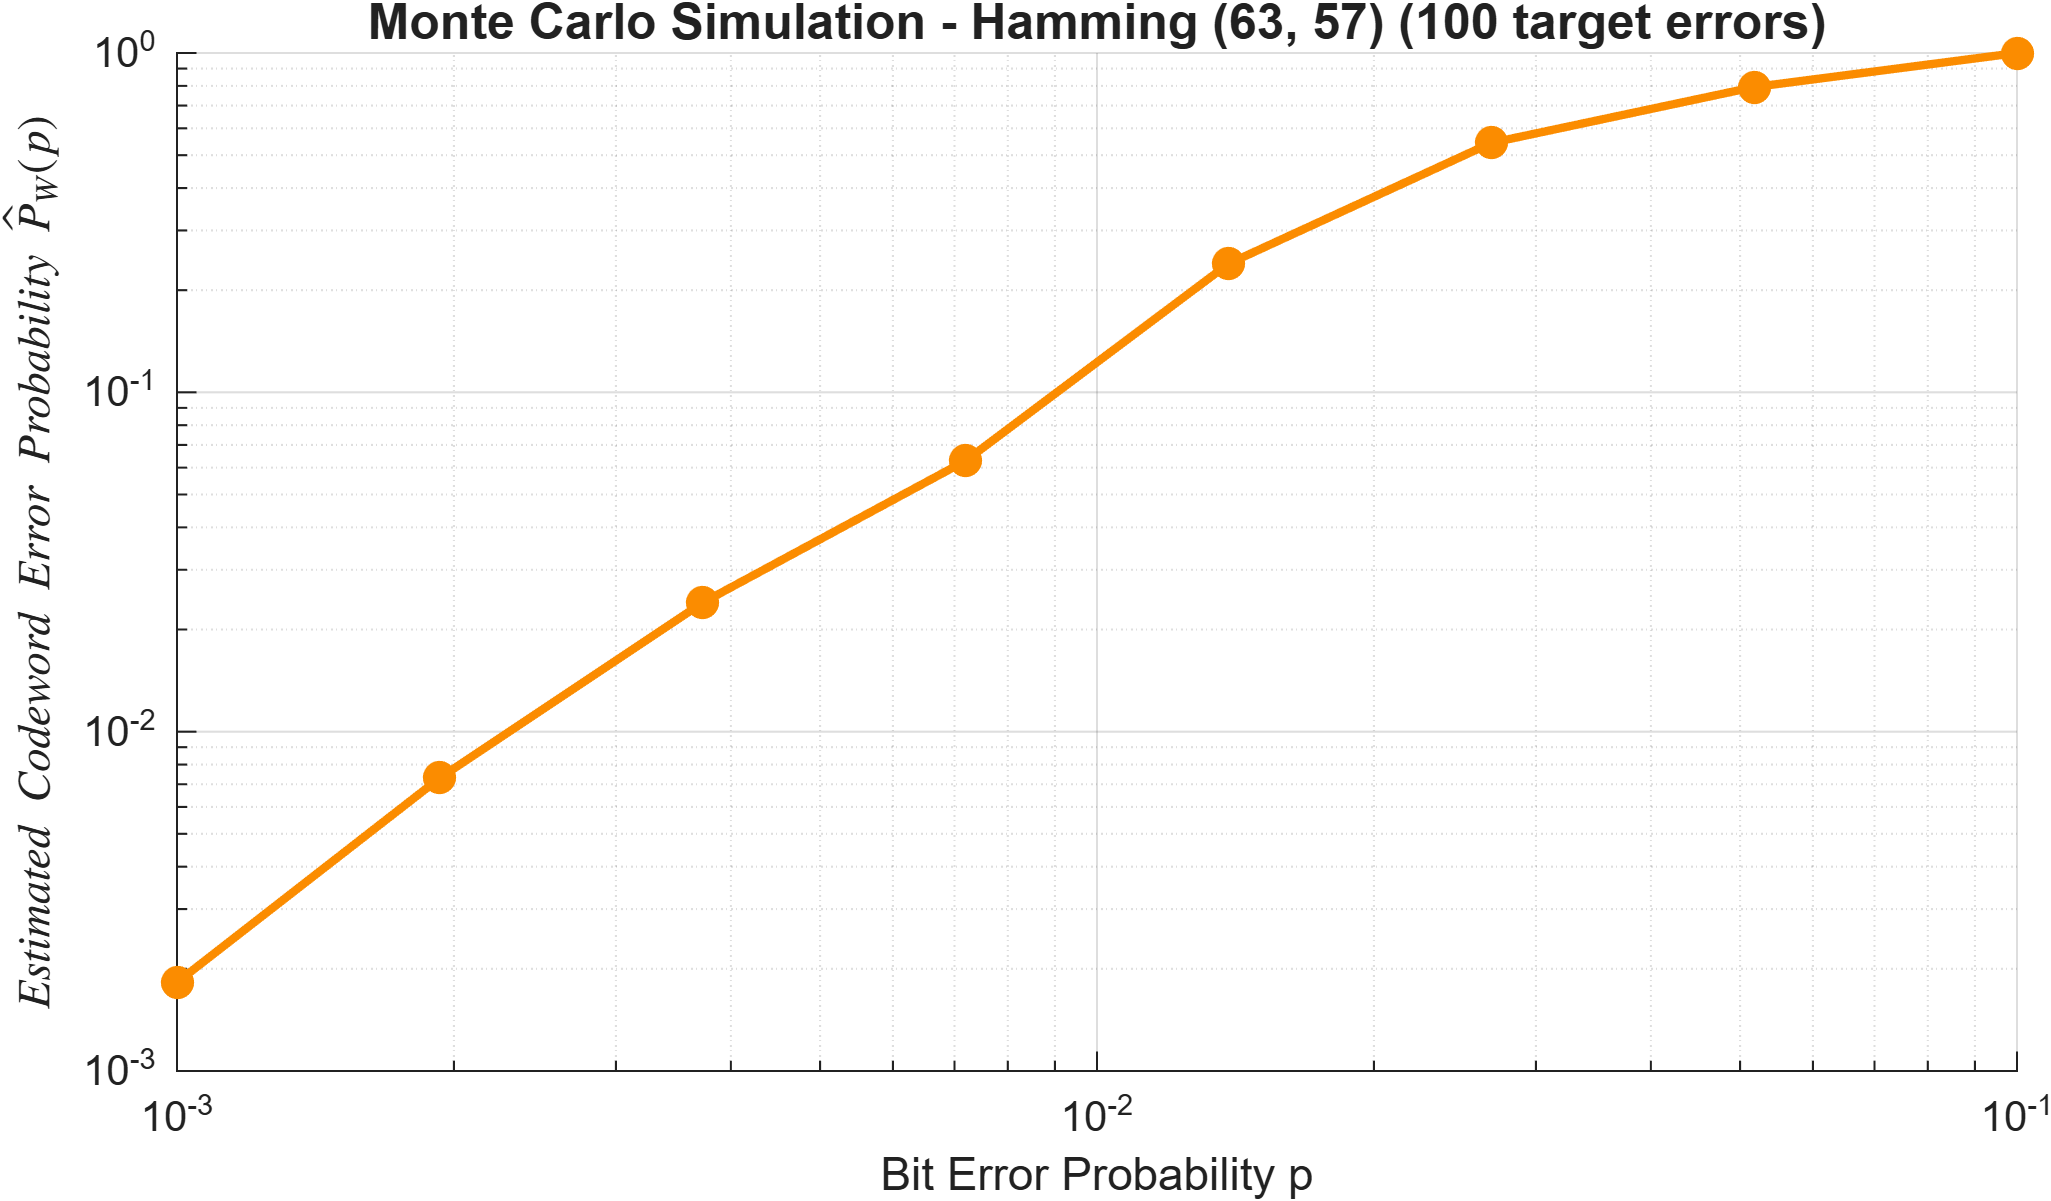 Monte Carlo Simulation - Hamming (63, 57) (100 target errors)
Estimated Codeword Error Probability P̂_W(p)
10^0
10^-1
10^-2
10^-3
10^-3 10^-2 10^-1
Bit Error Probability p